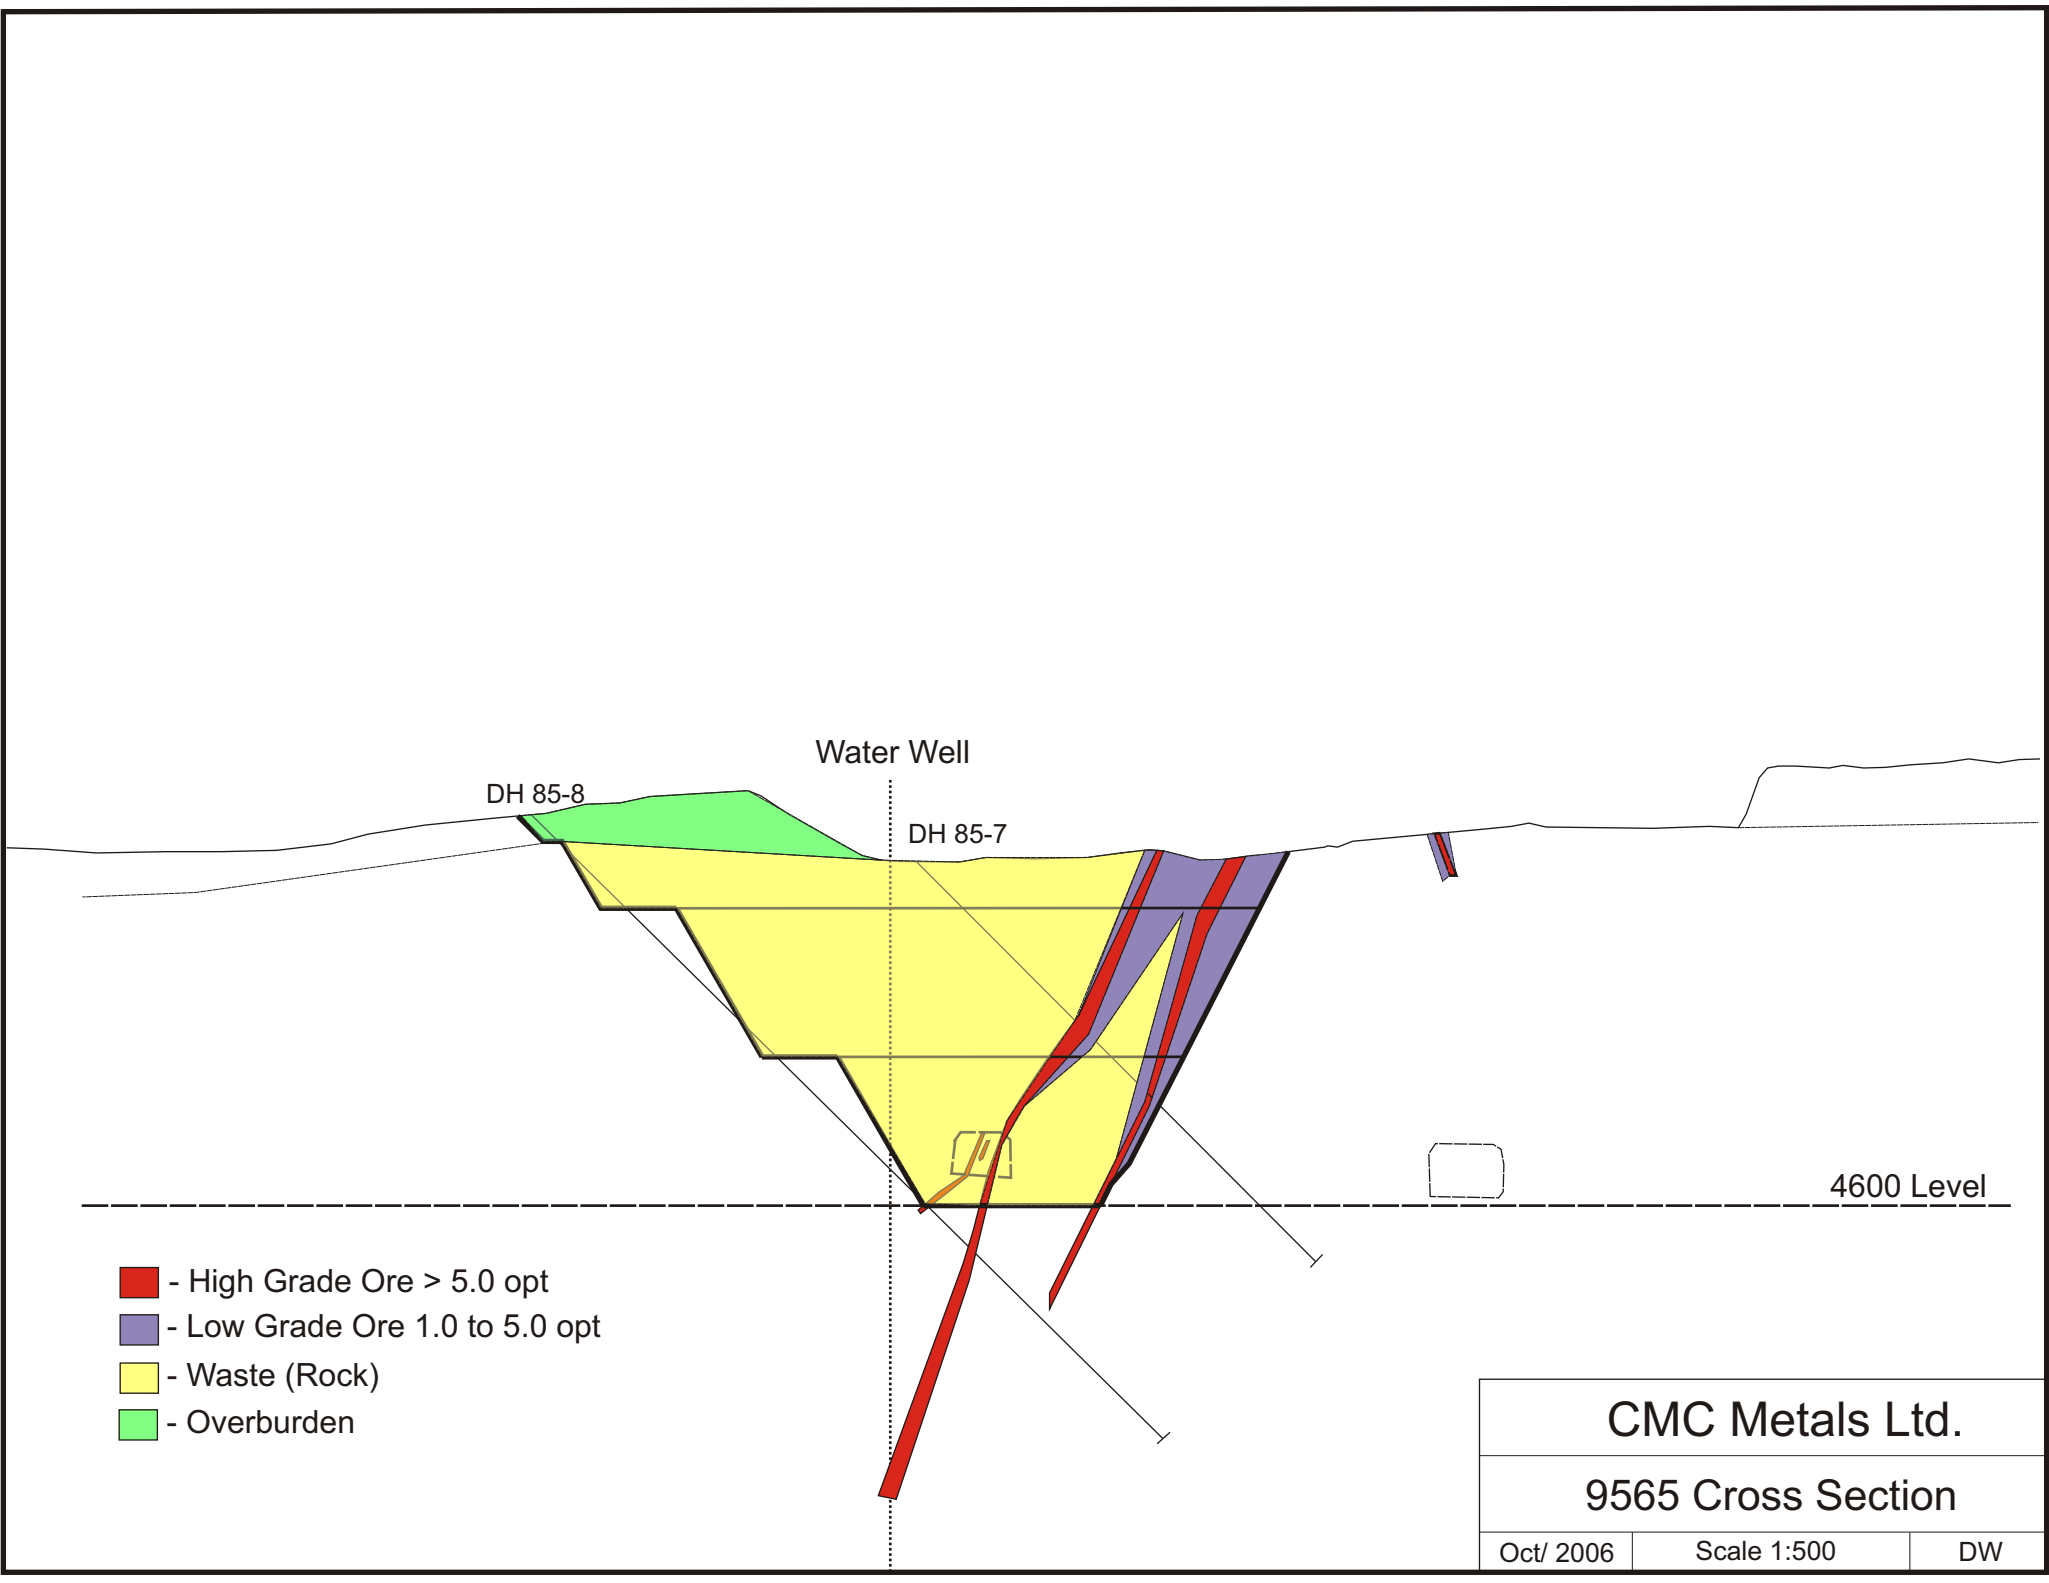 Water Well
DH 85-8
DH 85-7
4600 Level
- High Grade Ore > 5.0 opt
- Low Grade Ore 1.0 to 5.0 opt
- Waste (Rock)
- Overburden
CMC Metals Ltd.
9565 Cross Section
Oct/ 2006 Scale 1:500 DW